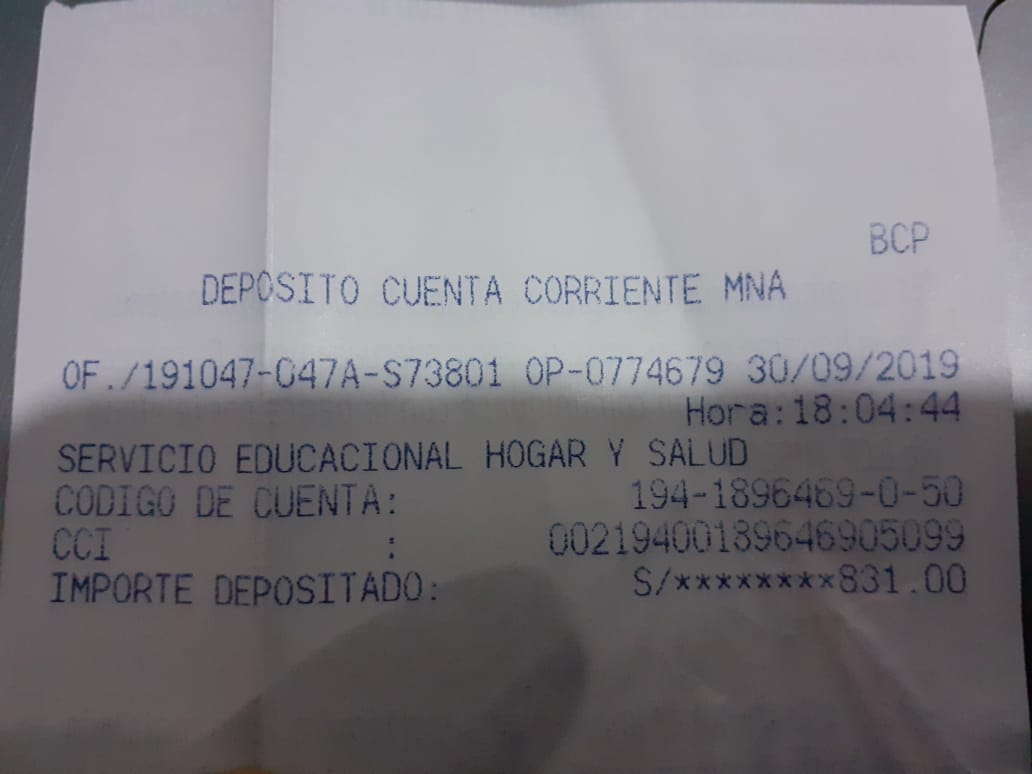 BCP
DEPOSITO CUENTA CORRIENTE MNA
OF./191047-047A-S73801 OP-0774679 30/09/2019
Hora:18:04:44
SERVICIO EDUCACIONAL HOGAR Y SALUD
CODIGO DE CUENTA: 194-1896469-0-50
CCI : 00219400189646905099
IMPORTE DEPOSITADO: S/********831.00